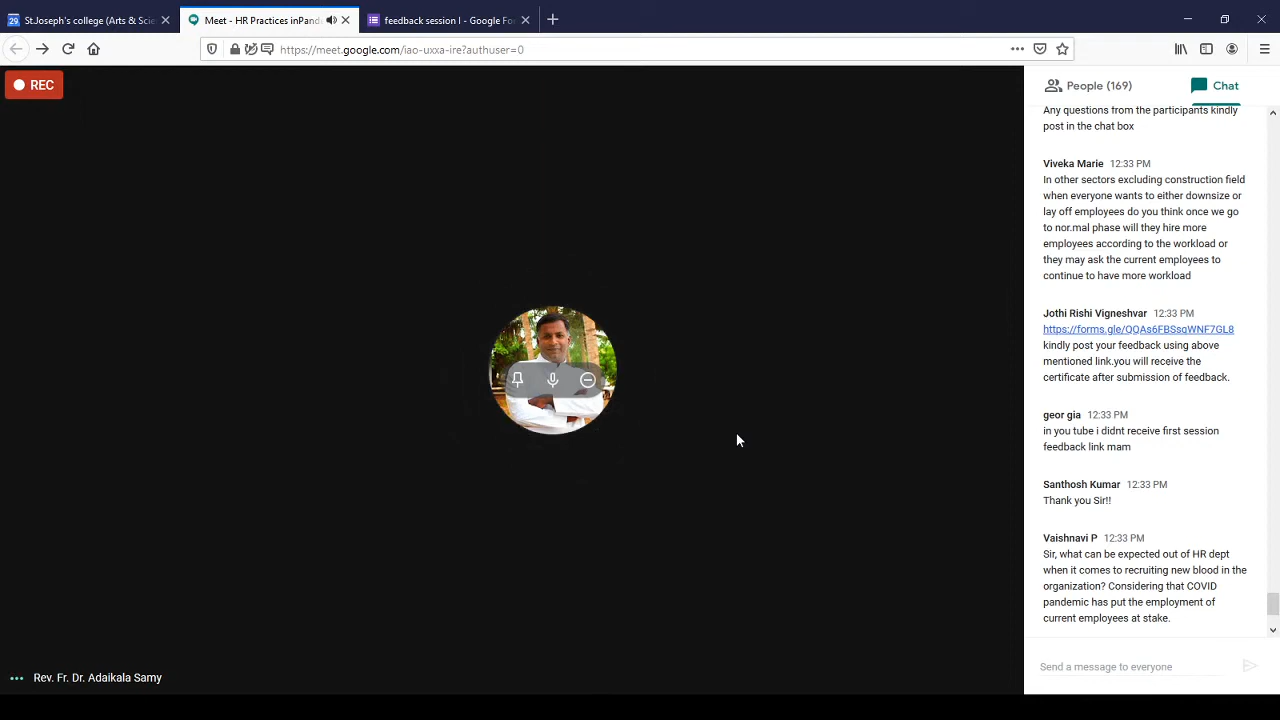 St.Joseph's college (Arts & Scie
Meet - HR Practices inPand
feedback session I - Google Fo
https://meet.google.com/iao-uxxa-ire?authuser=0
REC
People (169)
Chat
Any questions from the participants kindly
post in the chat box
Viveka Marie 12:33 PM
In other sectors excluding construction field
when everyone wants to either downsize or
lay off employees do you think once we go
to nor.mal phase will they hire more
employees according to the workload or
they may ask the current employees to
continue to have more workload
Jothi Rishi Vigneshvar 12:33 PM
https://forms.gle/QQAs6FBSsqWNF7GL8
kindly post your feedback using above
mentioned link.you will receive the
certificate after submission of feedback.
geor gia 12:33 PM
in you tube i didnt receive first session
feedback link mam
Santhosh Kumar 12:33 PM
Thank you Sir!!
Vaishnavi P 12:33 PM
Sir, what can be expected out of HR dept
when it comes to recruiting new blood in the
organization? Considering that COVID
pandemic has put the employment of
current employees at stake.
Send a message to everyone
Rev. Fr. Dr. Adaikala Samy